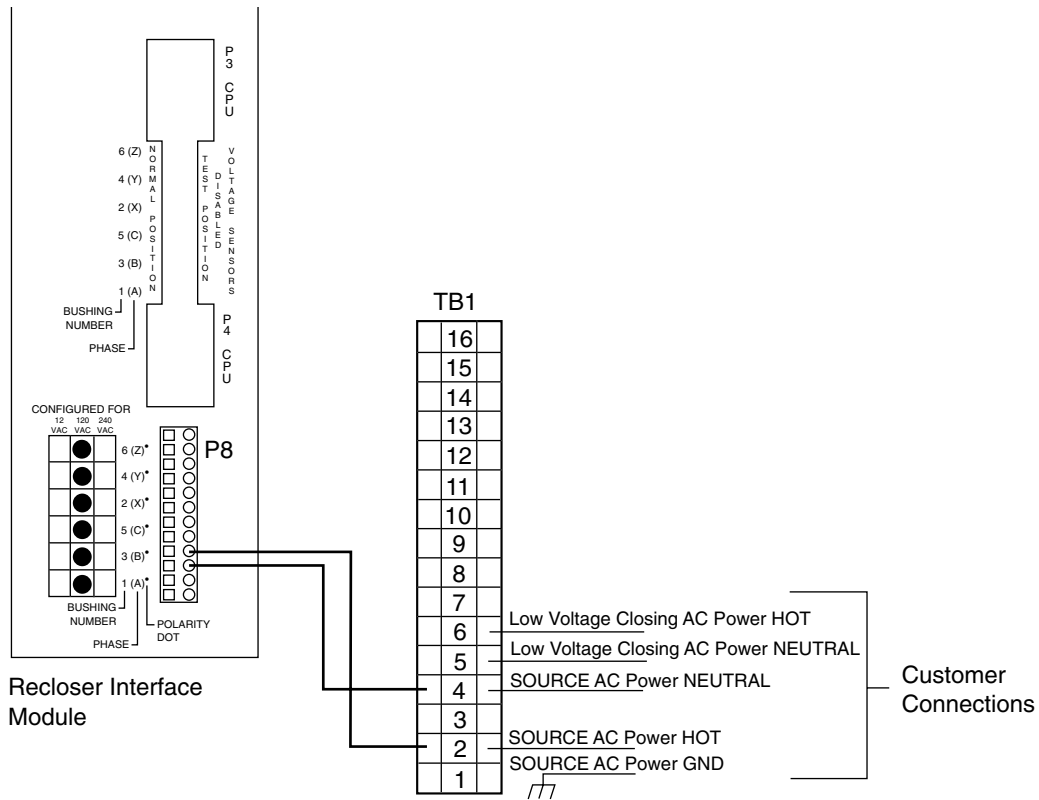 P3 CPU
6 (Z)
4 (Y)
2 (X)
5 (C)
3 (B)
1 (A)
NORMAL POSITION
TEST POSITION
DISABLED
VOLTAGE SENSORS
BUSHING
NUMBER
PHASE
P4 CPU
CONFIGURED FOR
12 120 240
VAC VAC VAC
6 (Z)•
4 (Y)•
2 (X)•
5 (C)•
3 (B)•
1 (A)•
P8
BUSHING
NUMBER
PHASE
POLARITY
DOT
Recloser Interface
Module
TB1
16
15
14
13
12
11
10
9
8
7
6
5
4
3
2
1
Low Voltage Closing AC Power HOT
Low Voltage Closing AC Power NEUTRAL
SOURCE AC Power NEUTRAL
SOURCE AC Power HOT
SOURCE AC Power GND
Customer
Connections